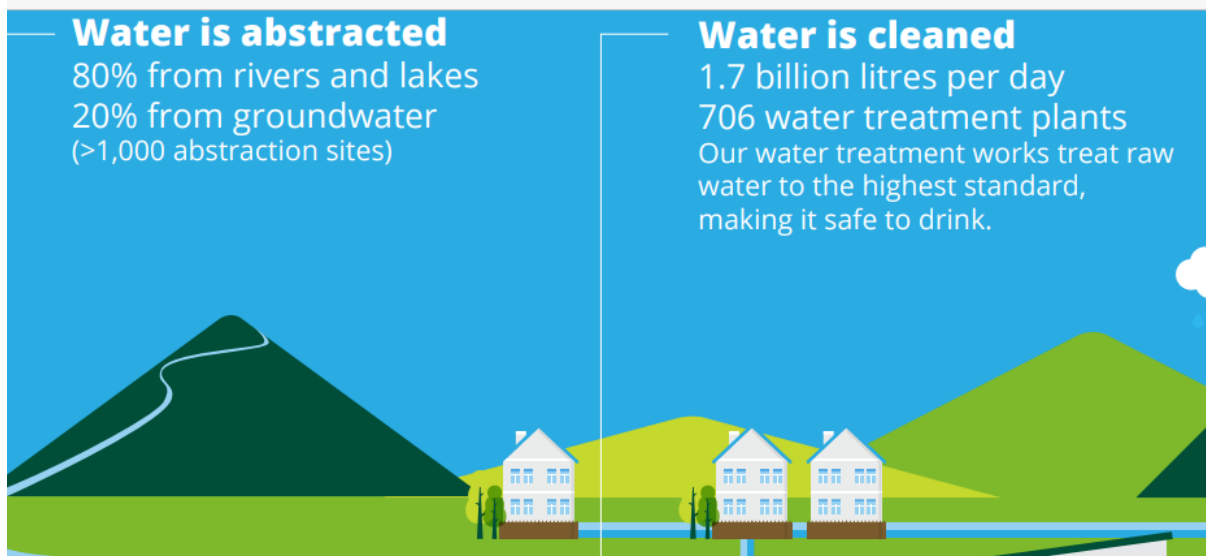 Water is abstracted
80% from rivers and lakes
20% from groundwater
(>1,000 abstraction sites)
Water is cleaned
1.7 billion litres per day
706 water treatment plants
Our water treatment works treat raw
water to the highest standard,
making it safe to drink.